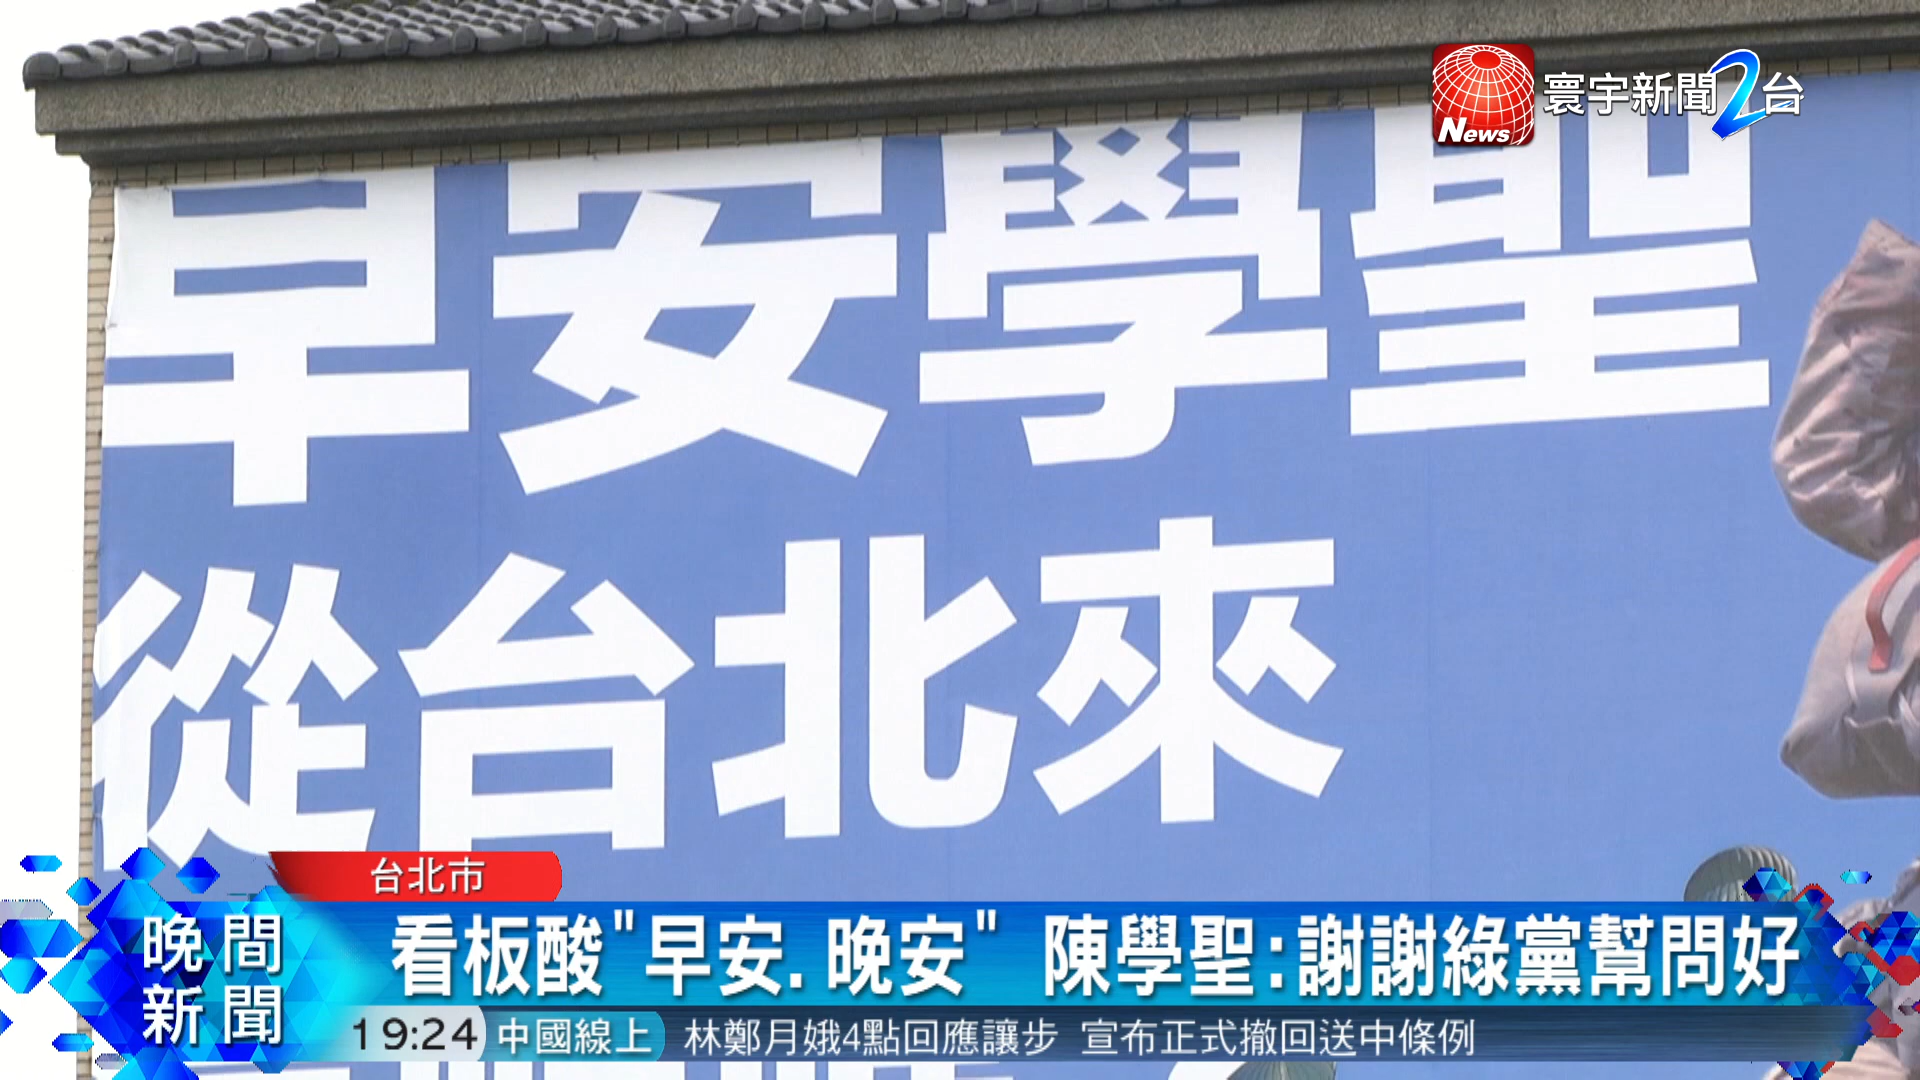 News 寰宇新聞2台
早安學聖
從台北來
台北市
晚間新聞
看板酸"早安.晚安" 陳學聖:謝謝綠黨幫問好
19:24 中國線上 林鄭月娥4點回應讓步 宣布正式撤回送中條例